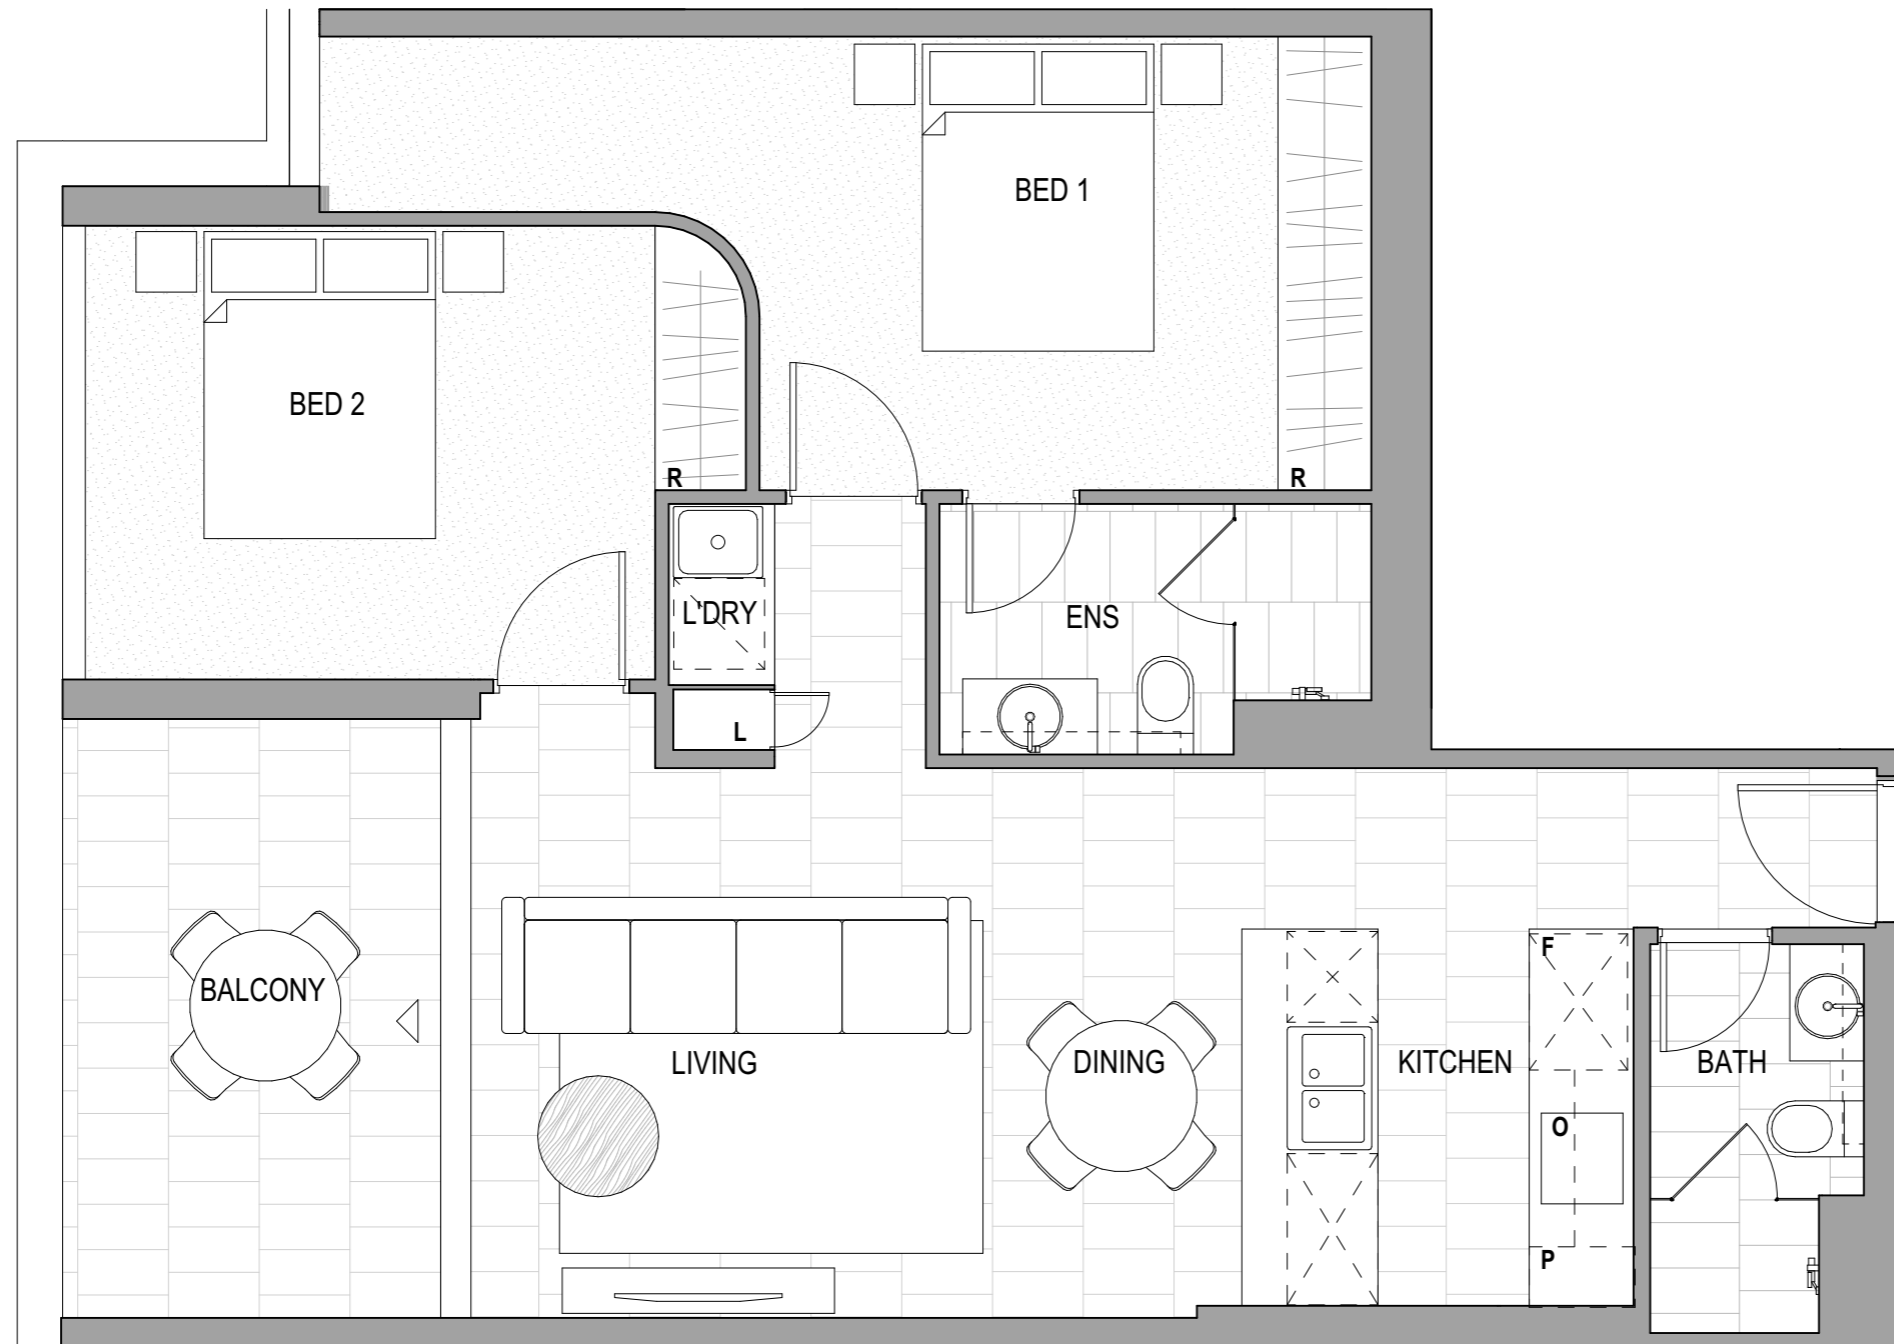 BED 1
BED 2
R
R
L'DRY
ENS
L
BALCONY
LIVING
DINING
KITCHEN
F
O
P
BATH